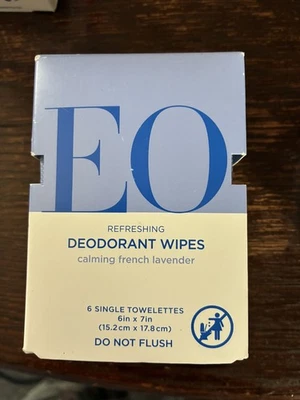 EO
REFRESHING
DEODORANT WIPES
calming french lavender
6 SINGLE TOWELETTES
6in x 7in
(15.2cm x 17.8cm)
DO NOT FLUSH